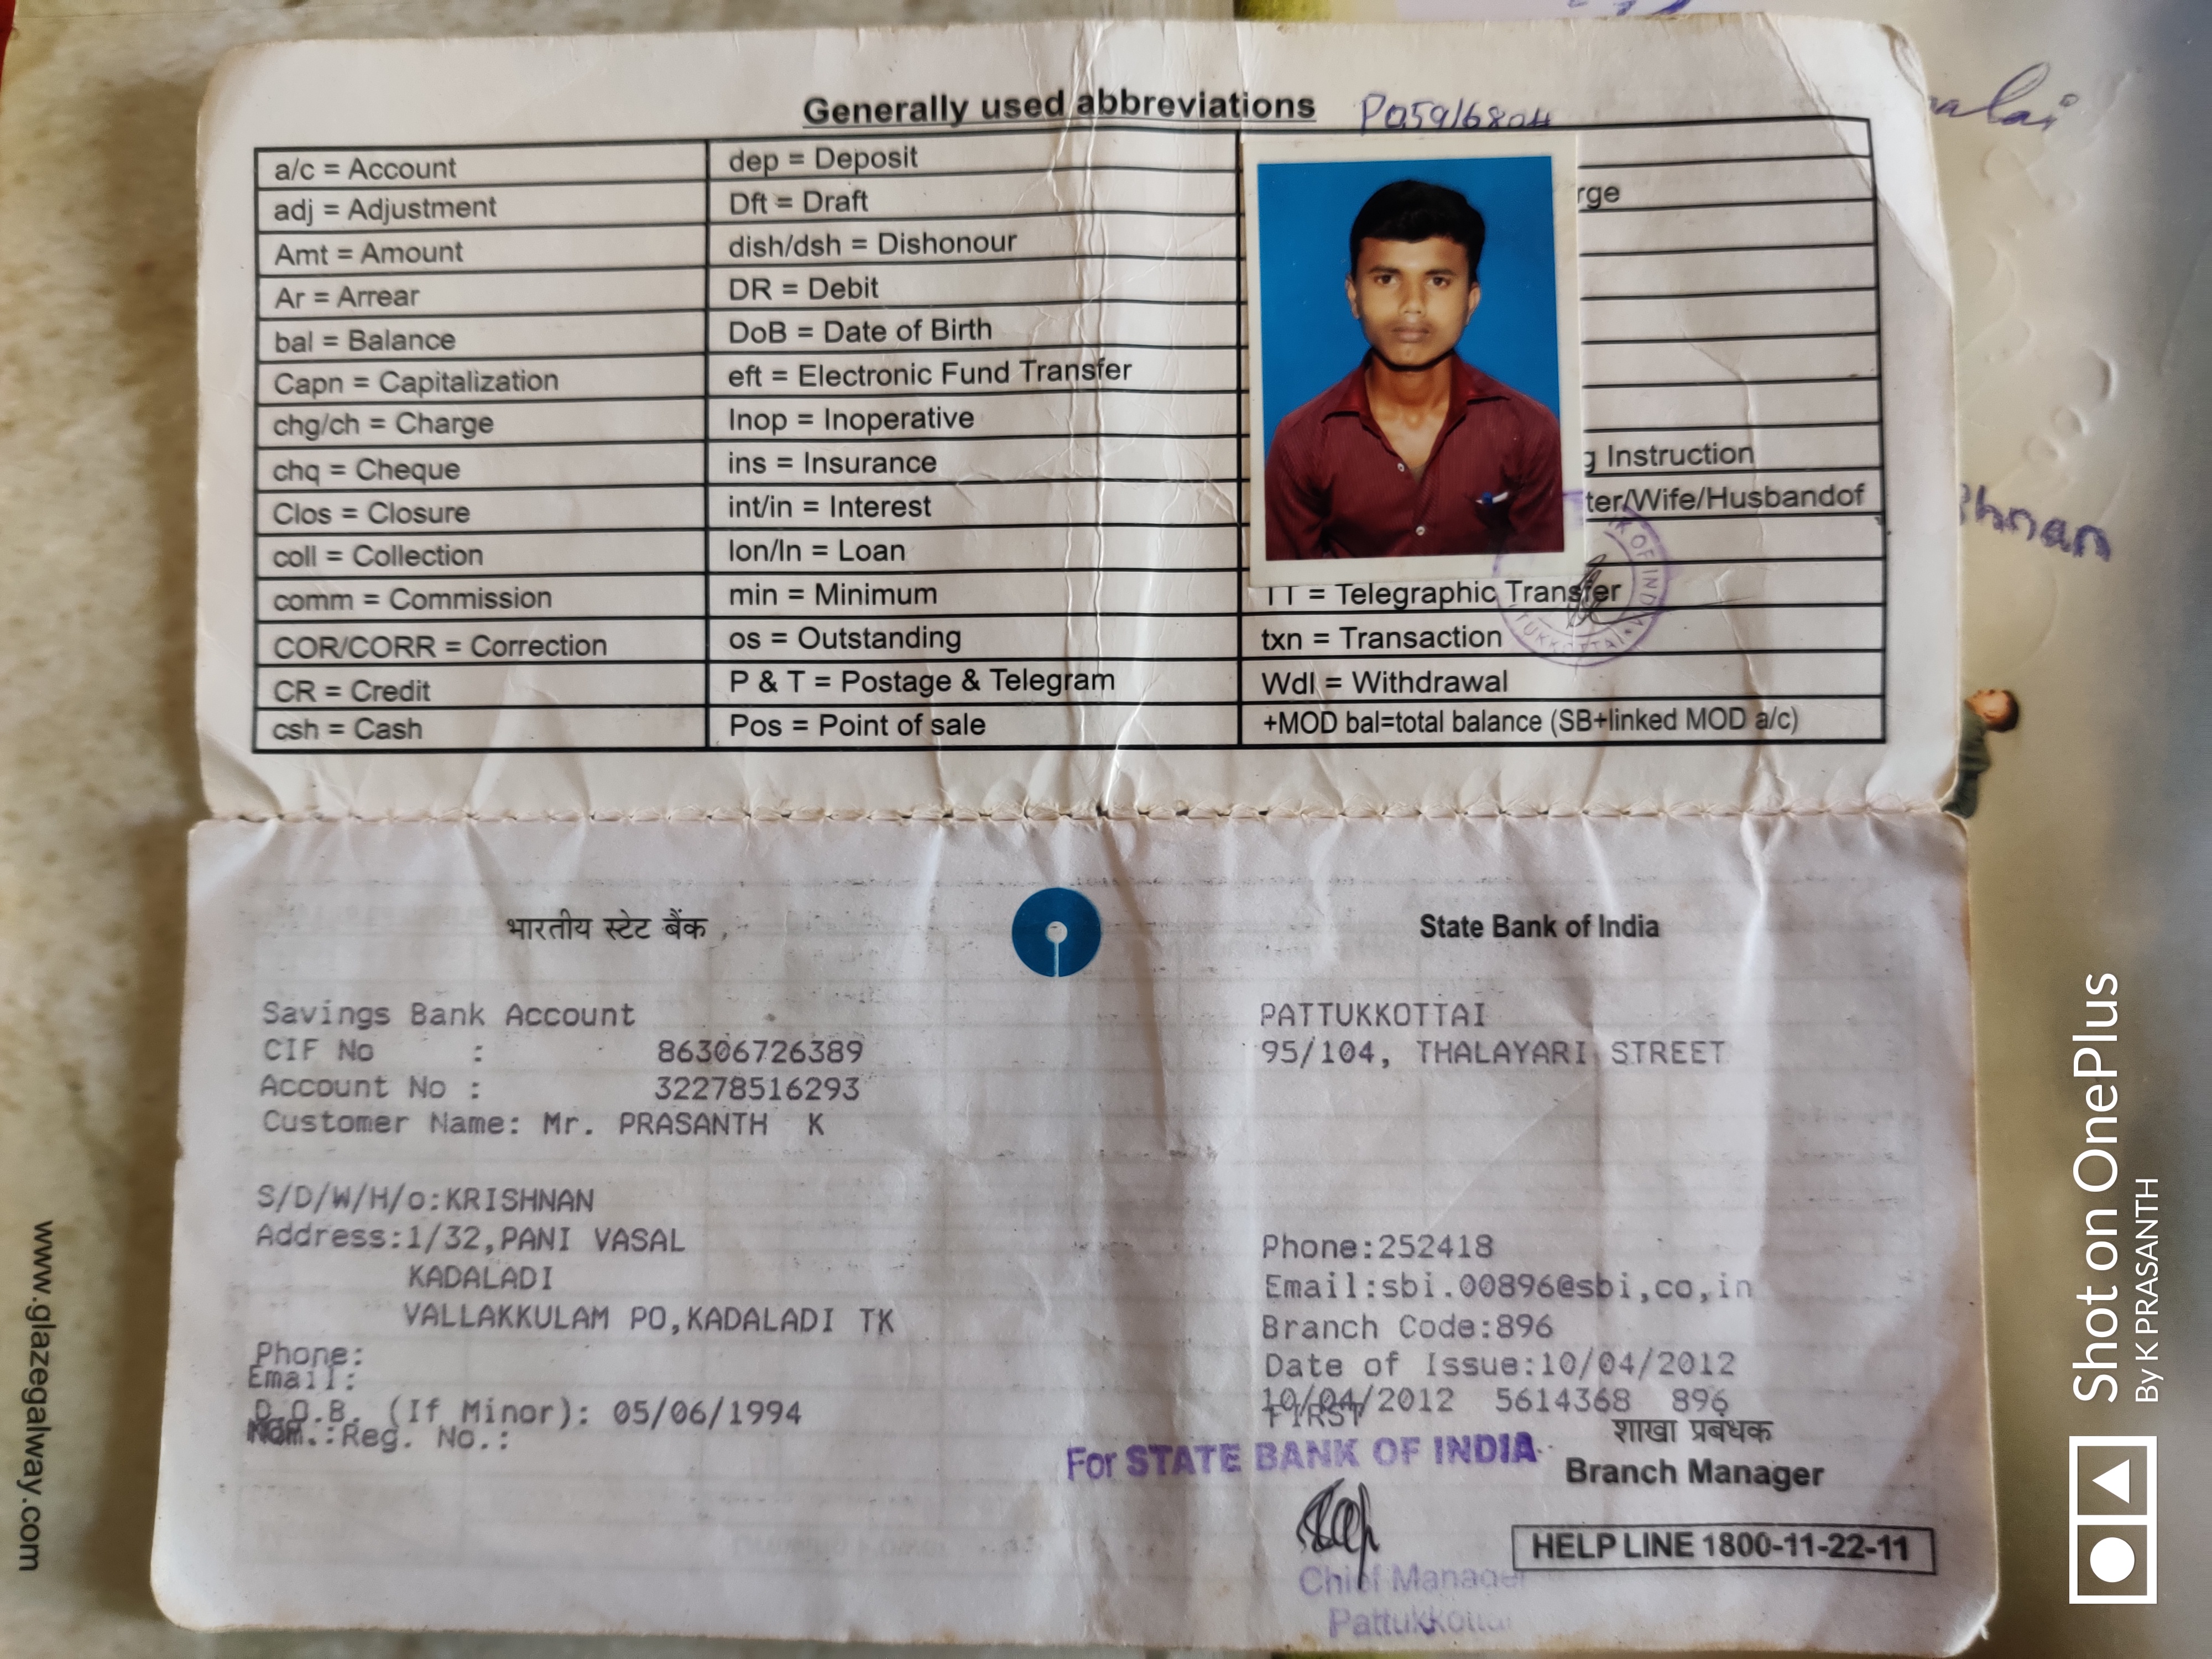 www.glazegalway.com
Generally used abbreviations P05916804
a/c = Account
dep = Deposit
adj = Adjustment
Dft = Draft
rge
Amt = Amount
dish/dsh = Dishonour
Ar = Arrear
DR = Debit
bal = Balance
DoB = Date of Birth
Capn = Capitalization
eft = Electronic Fund Transfer
chg/ch = Charge
Inop = Inoperative
chq = Cheque
ins = Insurance
g Instruction
Clos = Closure
int/in = Interest
ter/Wife/Husbandof
coll = Collection
lon/ln = Loan
comm = Commission
min = Minimum
TT = Telegraphic Transfer
COR/CORR = Correction
os = Outstanding
txn = Transaction
CR = Credit
P & T = Postage & Telegram
Wdl = Withdrawal
csh = Cash
Pos = Point of sale
+MOD bal=total balance (SB+linked MOD a/c)
OF INDIA
भारतीय स्टेट बैंक
State Bank of India
Savings Bank Account
CIF No : 86306726389
Account No : 32278516293
Customer Name: Mr. PRASANTH K
S/D/W/H/o:KRISHNAN
Address:1/32,PANI VASAL
KADALADI
VALLAKKULAM PO,KADALADI TK
Phone:
Email:
D.O.B. (If Minor): 05/06/1994
Nom.:Reg. No.:
PATTUKKOTTAI
95/104, THALAYARI STREET
Phone:252418
Email:sbi.00896@sbi,co,in
Branch Code:896
Date of Issue:10/04/2012
10/04/2012 5614368 896
FIRST
For STATE BANK OF INDIA
शाखा प्रबंधक
Branch Manager
Chief Manager
Pattukkottai
HELPLINE 1800-11-22-11
hnan
Shot on OnePlus
By K PRASANTH